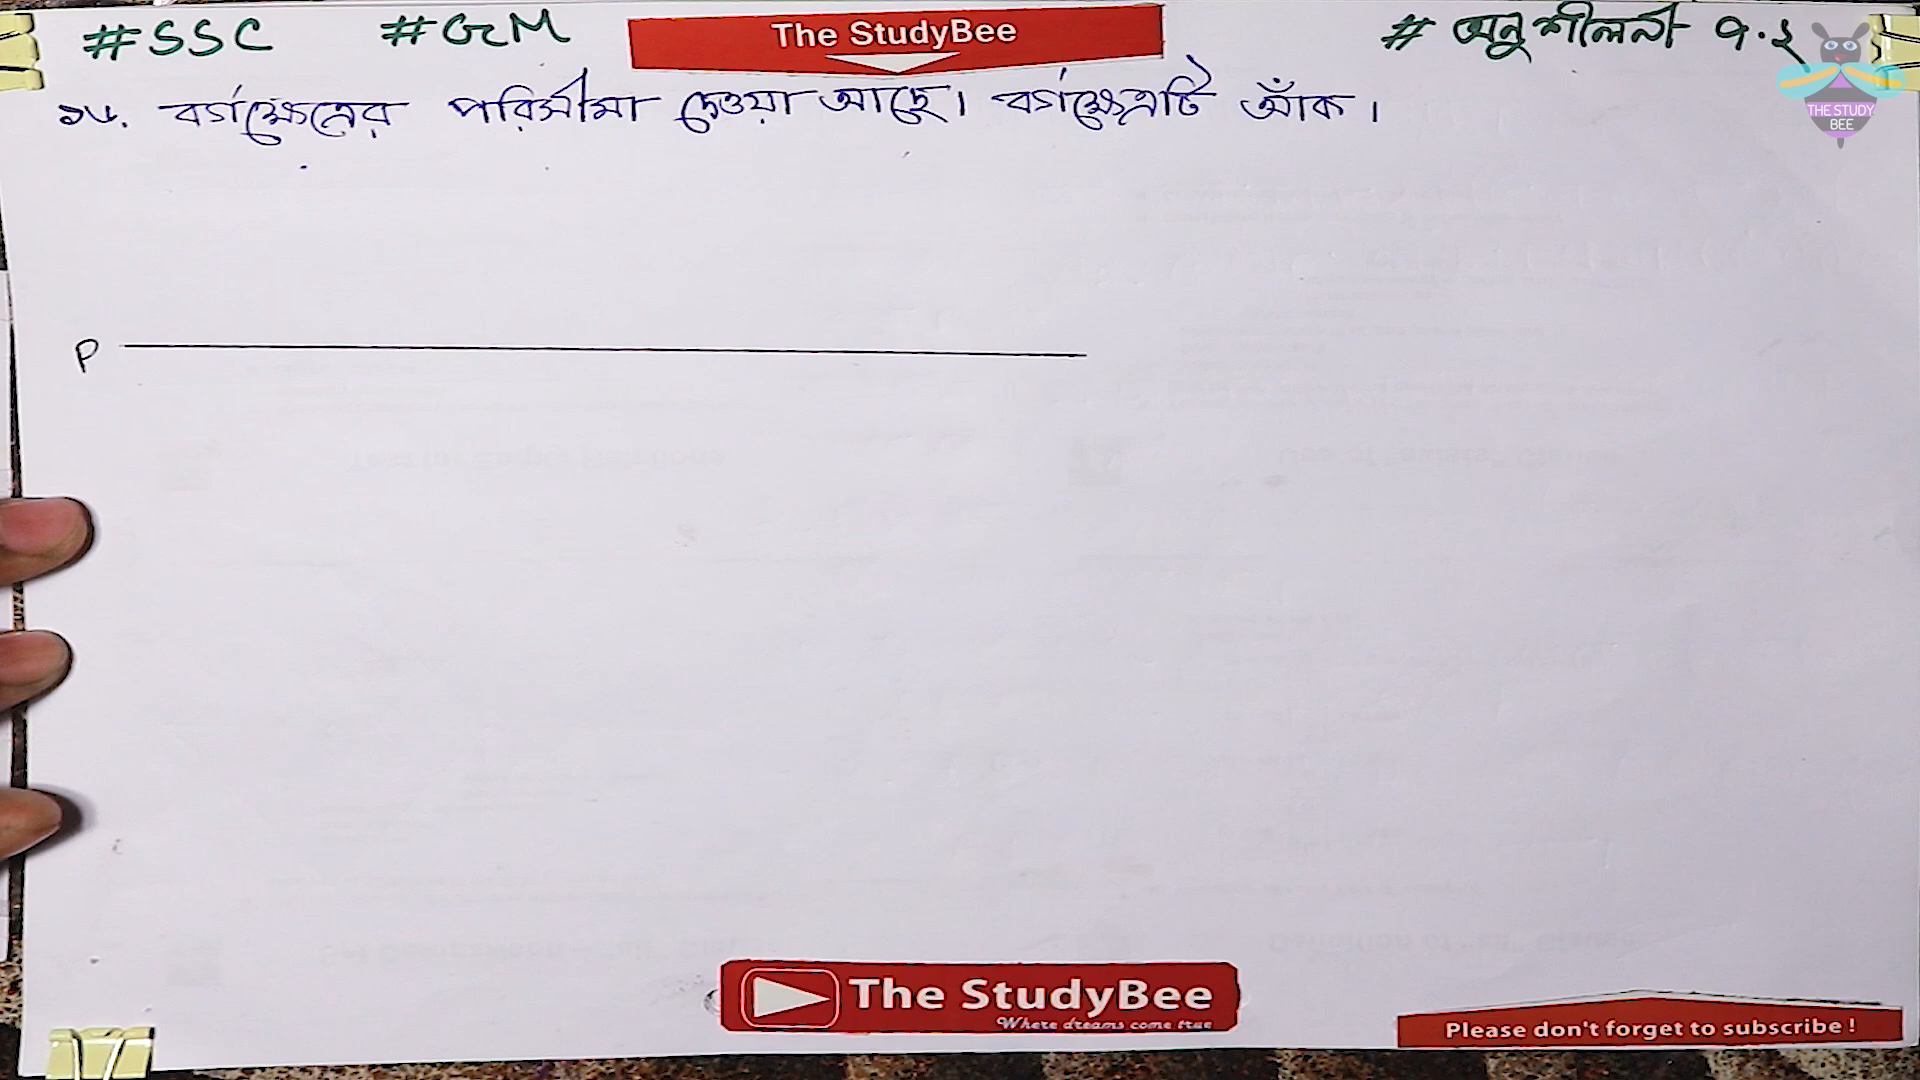 #SSC #GM The StudyBee # অনুশীলনী ৭.২
THE STUDY
BEE
১৮. বর্গক্ষেত্রের পরিসীমা দেওয়া আছে। বর্গক্ষেত্রটি আঁক।
P
The StudyBee
Where dreams come true
Please don't forget to subscribe !